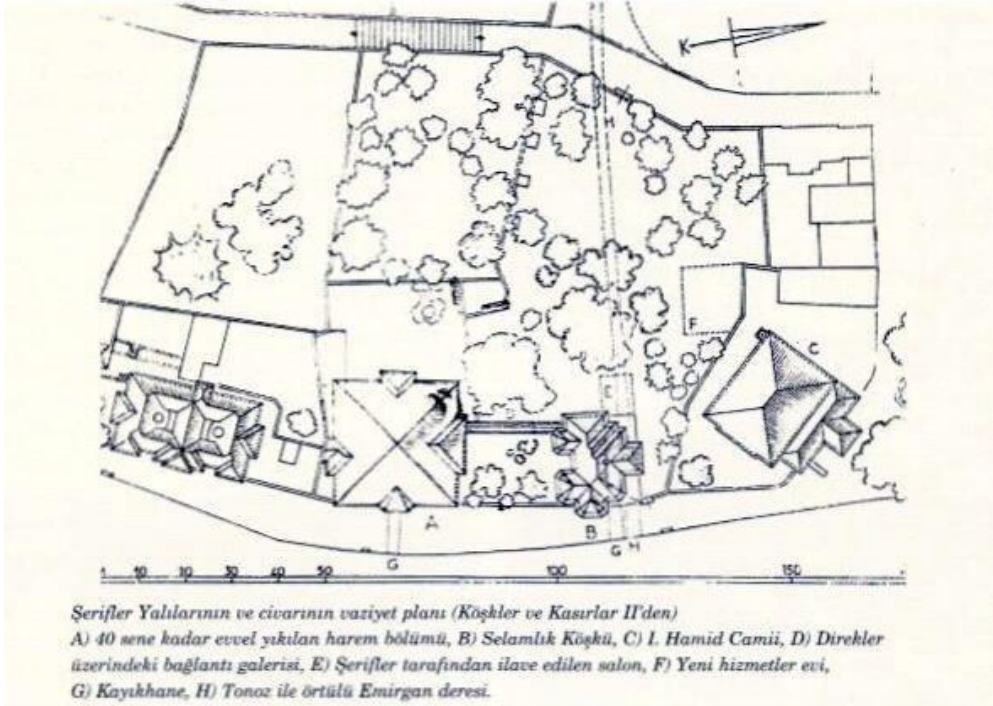 K
H
F
C
E
A
B
G
G H
1 10 20 30 40 50 100 150
Şerifler Yalılarının ve civarının vaziyet planı (Köşkler ve Kasırlar II'den)
A) 40 sene kadar evvel yıkılan harem bölümü, B) Selamlık Köşkü, C) I. Hamid Camii, D) Direkler
üzerindeki bağlantı galerisi, E) Şerifler tarafından ilave edilen salon, F) Yeni hizmetler evi,
G) Kayıkhane, H) Tonoz ile örtülü Emirgan deresi.